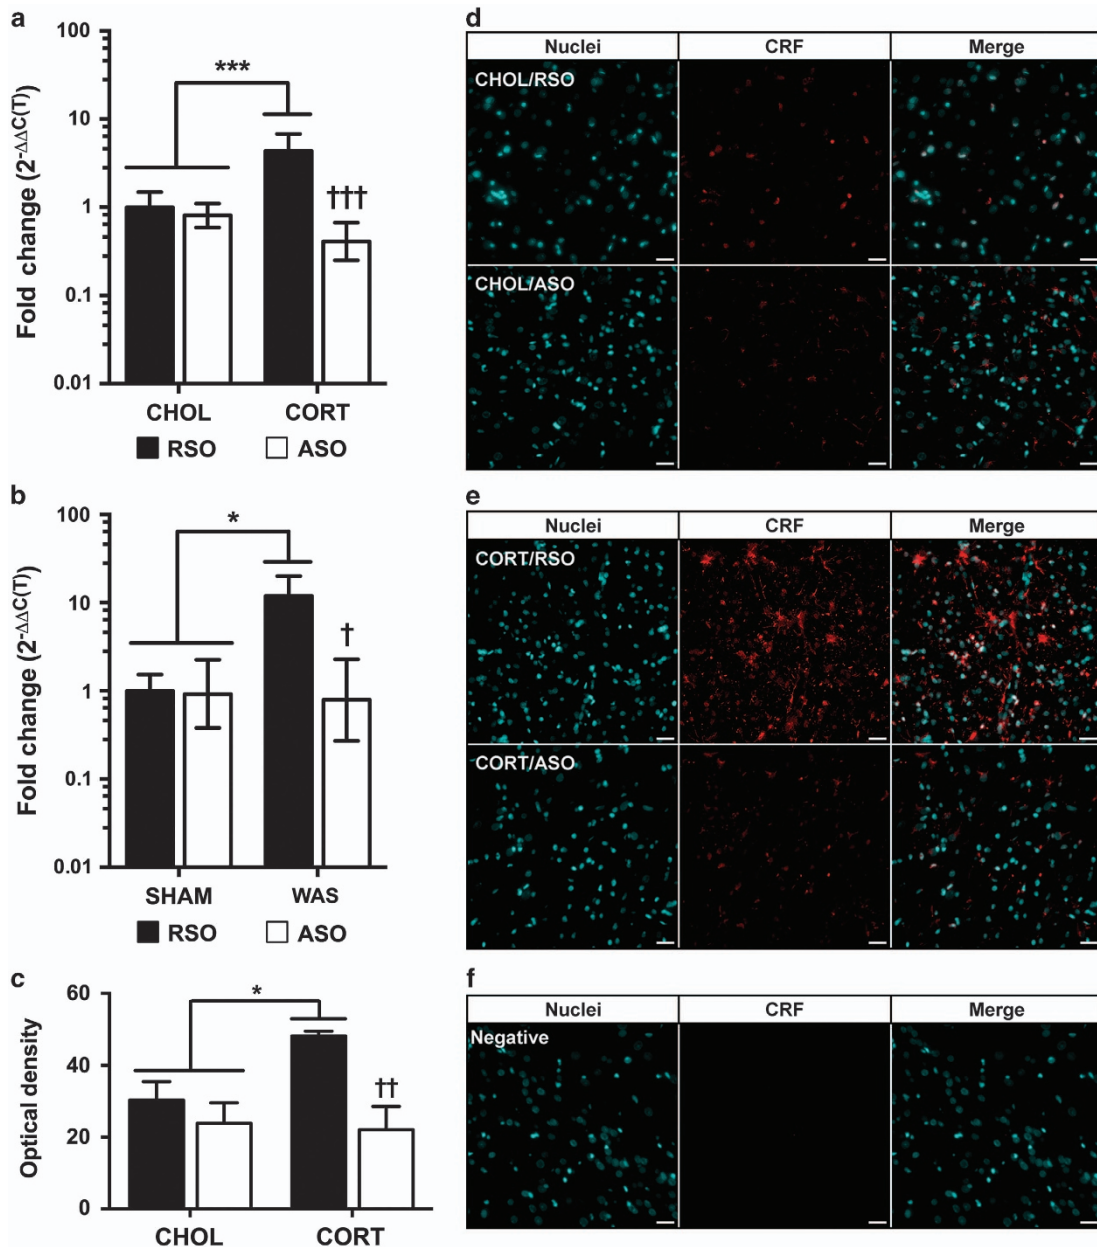 a
Fold change (2-ΔΔC(T))
100
10
1
0.1
0.01
***
†††
CHOL CORT
RSO ASO
b
Fold change (2-ΔΔC(T))
100
10
1
0.1
0.01
*
†
SHAM WAS
RSO ASO
c
Optical density
60
40
20
0
*
††
CHOL CORT
d
Nuclei CRF Merge
CHOL/RSO
CHOL/ASO
e
Nuclei CRF Merge
CORT/RSO
CORT/ASO
f
Nuclei CRF Merge
Negative